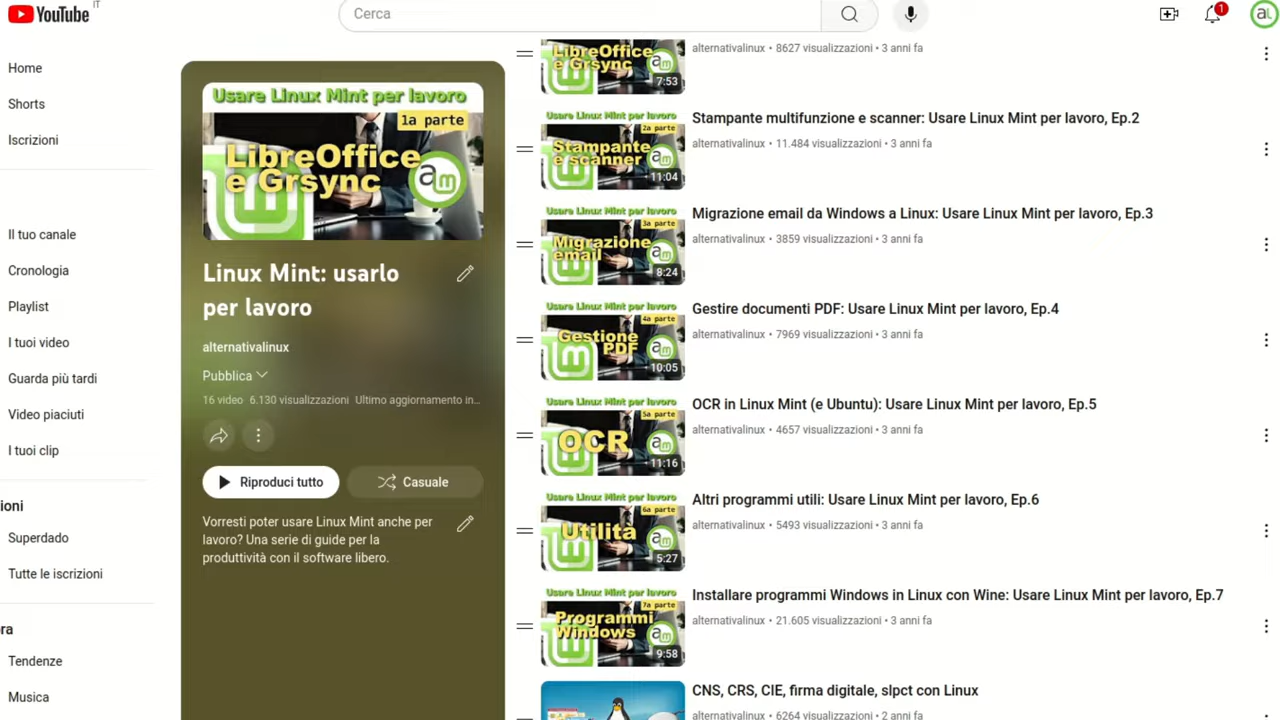 YouTube IT
Cerca
1
al
Home
Shorts
Iscrizioni
Il tuo canale
Cronologia
Playlist
I tuoi video
Guarda più tardi
Video piaciuti
I tuoi clip
ioni
Superdado
Tutte le iscrizioni
ra
Tendenze
Musica
Usare Linux Mint per lavoro
1a parte
LibreOffice
e Grsync
am
Linux Mint: usarlo
per lavoro
alternativalinux
Pubblica
16 video 6.130 visualizzazioni Ultimo aggiornamento in...
Riproduci tutto
Casuale
Vorresti poter usare Linux Mint anche per
lavoro? Una serie di guide per la
produttività con il software libero.
LibreOffice
e Grsync
am
7:53
alternativalinux • 8627 visualizzazioni • 3 anni fa
Usare Linux Mint per lavoro
2a parte
Stampante
e scanner
am
11:04
Stampante multifunzione e scanner: Usare Linux Mint per lavoro, Ep.2
alternativalinux • 11.484 visualizzazioni • 3 anni fa
Usare Linux Mint per lavoro
3a parte
Migrazione
email
am
8:24
Migrazione email da Windows a Linux: Usare Linux Mint per lavoro, Ep.3
alternativalinux • 3859 visualizzazioni • 3 anni fa
Usare Linux Mint per lavoro
4a parte
Gestione
PDF
am
10:05
Gestire documenti PDF: Usare Linux Mint per lavoro, Ep.4
alternativalinux • 7969 visualizzazioni • 3 anni fa
Usare Linux Mint per lavoro
5a parte
OCR
am
11:16
OCR in Linux Mint (e Ubuntu): Usare Linux Mint per lavoro, Ep.5
alternativalinux • 4657 visualizzazioni • 3 anni fa
Usare Linux Mint per lavoro
6a parte
Utilità
am
5:27
Altri programmi utili: Usare Linux Mint per lavoro, Ep.6
alternativalinux • 5493 visualizzazioni • 3 anni fa
Usare Linux Mint per lavoro
7a parte
Programmi
Windows
am
9:58
Installare programmi Windows in Linux con Wine: Usare Linux Mint per lavoro, Ep.7
alternativalinux • 21.605 visualizzazioni • 3 anni fa
CNS, CRS, CIE, firma digitale, slpct con Linux
alternativalinux • 6264 visualizzazioni • 2 anni fa